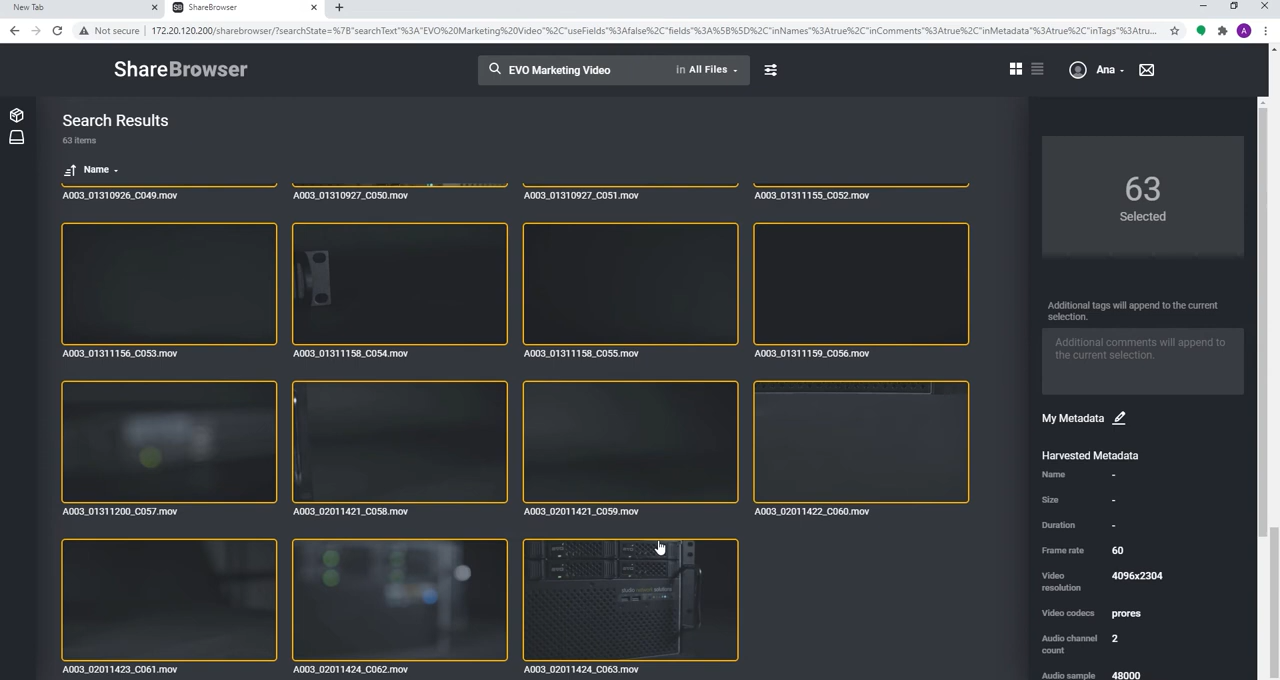 New Tab
ShareBrowser
Not secure
172.20.120.200/sharebrowser/?searchState=%7B"searchText"%3A"EVO%20Marketing%20Video"%2C"useFields"%3Afalse%2C"fields"%3A%5B%5D%2C"inNames"%3Atrue%2C"inComments"%3Atrue%2C"inMetadata"%3Atrue%2C"inTags"%3Atru...
A
ShareBrowser
EVO Marketing Video
in All Files
Ana
Search Results
63 items
Name
A003_01310926_C049.mov
A003_01310927_C050.mov
A003_01310927_C051.mov
A003_01311155_C052.mov
A003_01311156_C053.mov
A003_01311158_C054.mov
A003_01311158_C055.mov
A003_01311159_C056.mov
A003_01311200_C057.mov
A003_02011421_C058.mov
A003_02011421_C059.mov
A003_02011422_C060.mov
A003_02011423_C061.mov
A003_02011424_C062.mov
A003_02011424_C063.mov
63
Selected
Additional tags will append to the current
selection.
Additional comments will append to
the current selection.
My Metadata
Harvested Metadata
Name -
Size -
Duration -
Frame rate 60
Video
resolution 4096x2304
Video codecs prores
Audio channel
count 2
Audio sample 48000